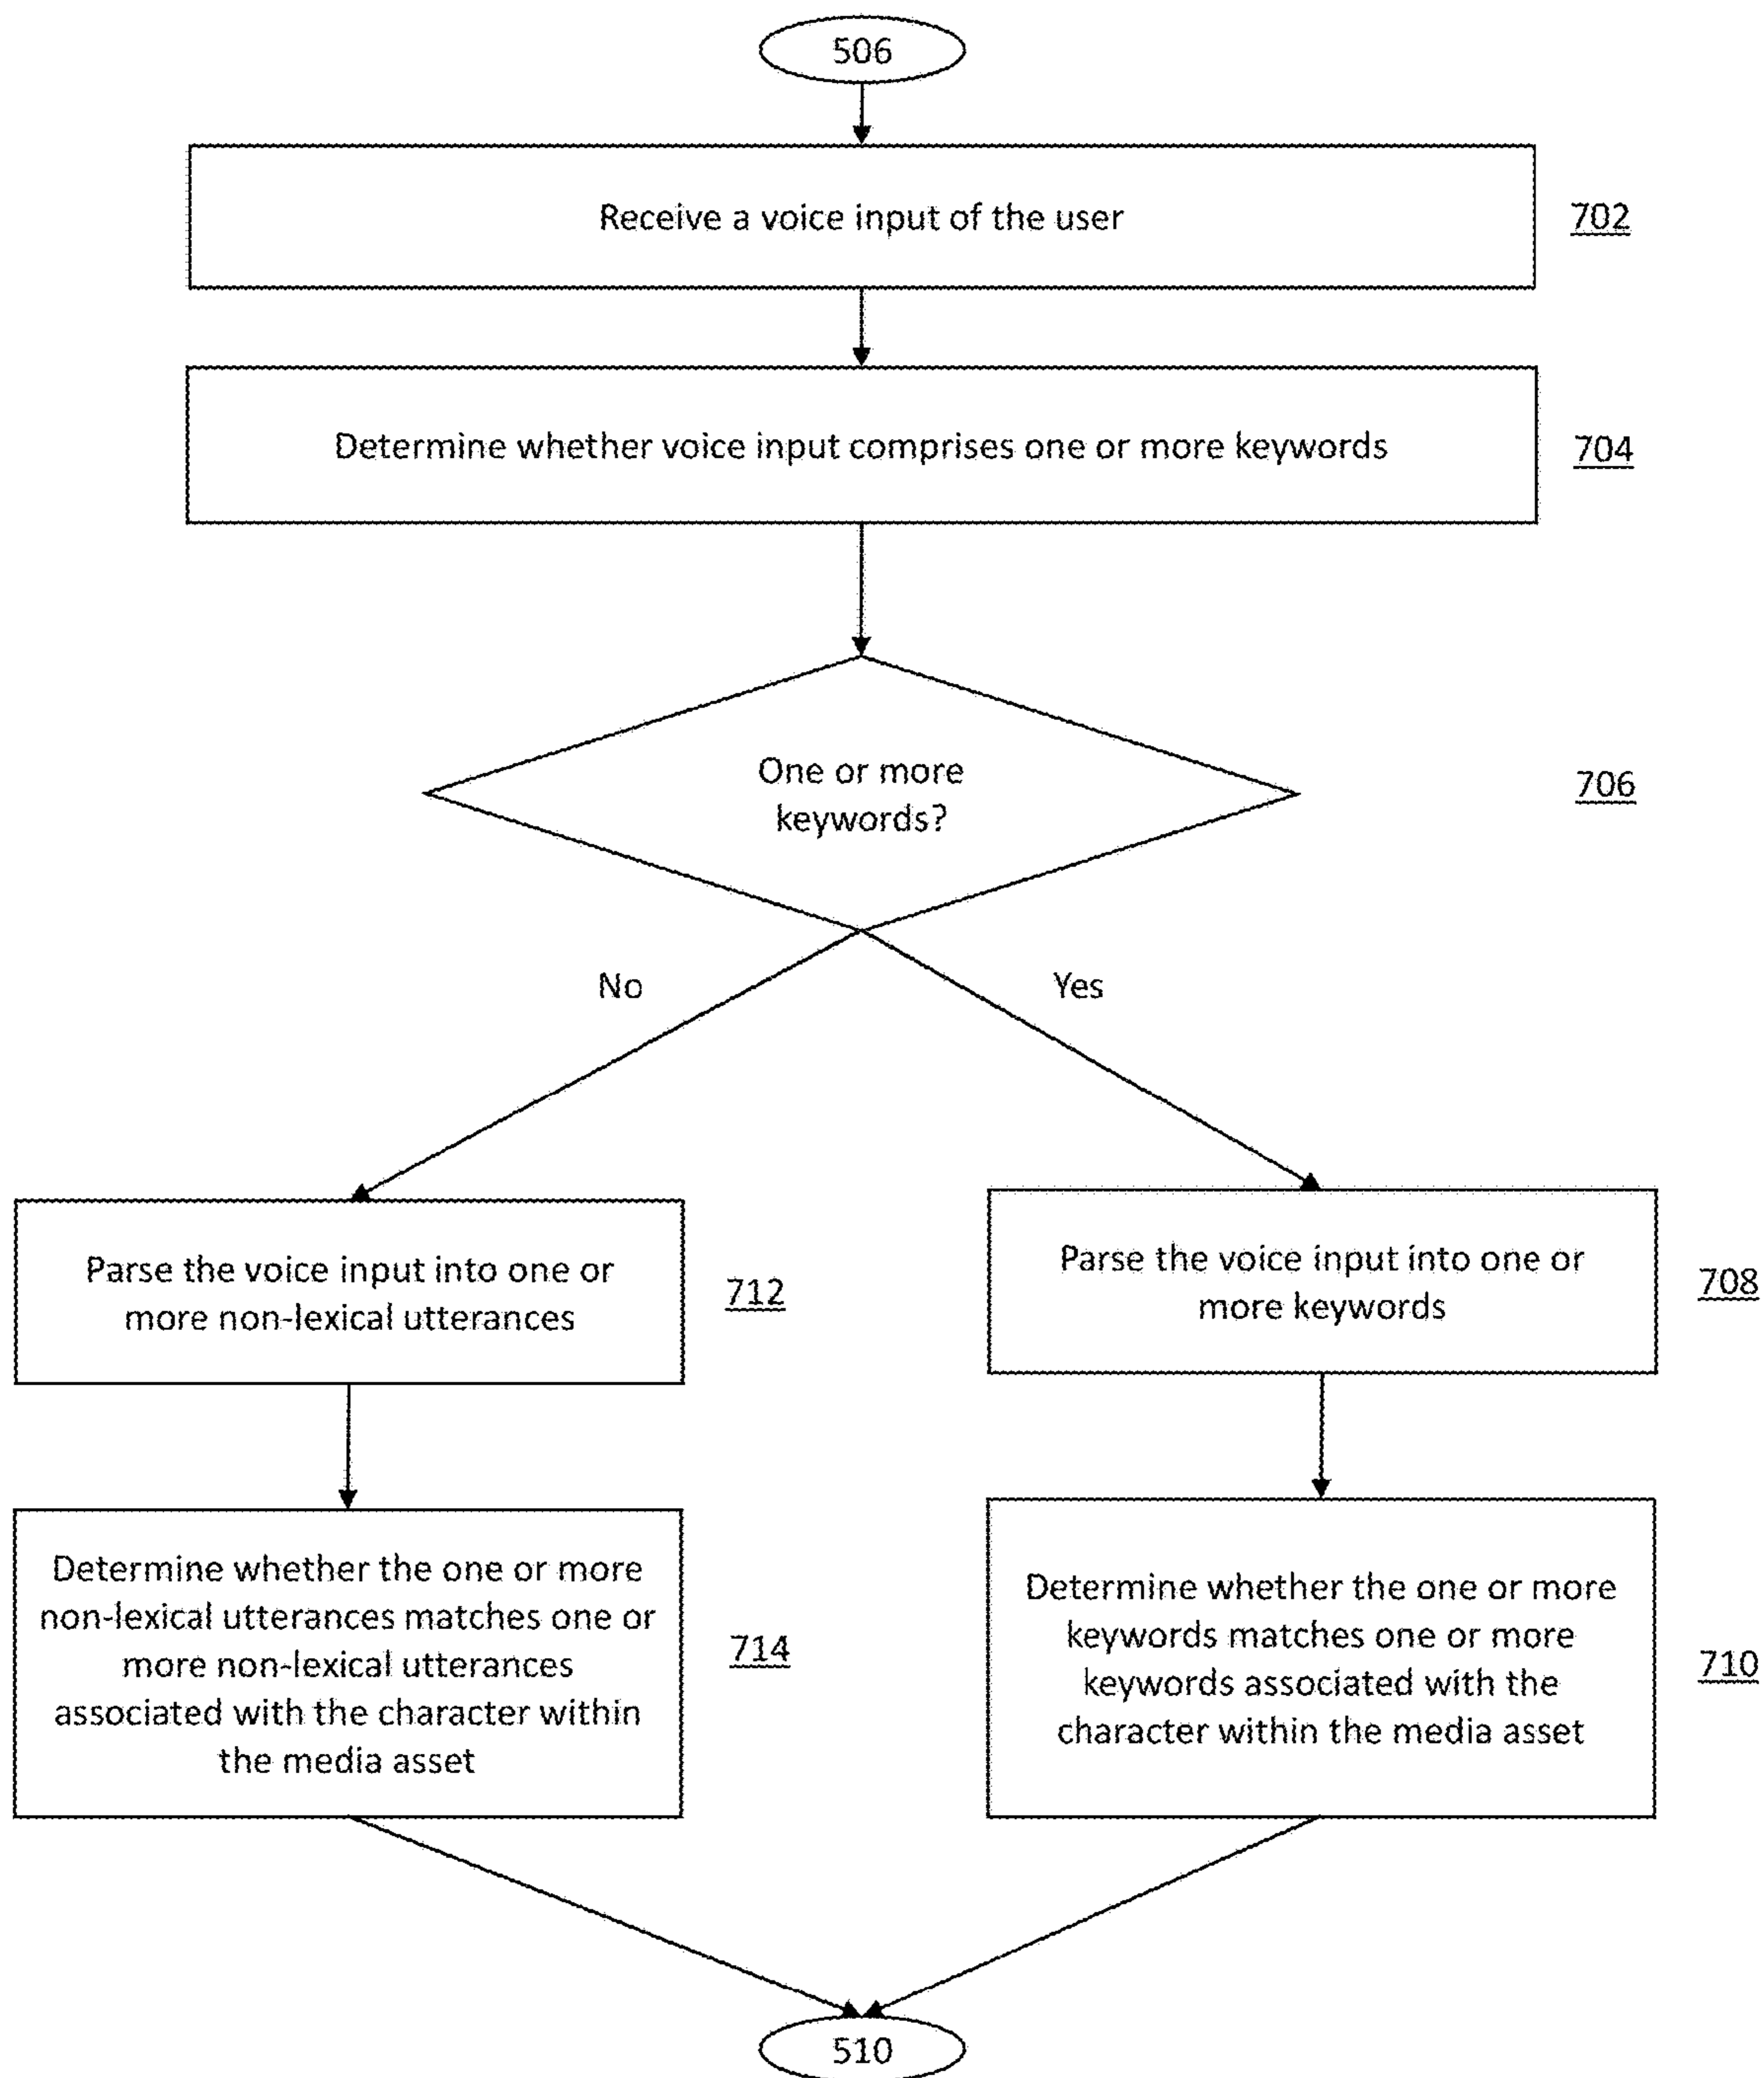 506
Receive a voice input of the user
702
Determine whether voice input comprises one or more keywords
704
One or more
keywords?
706
No
Yes
Parse the voice input into one or
more non-lexical utterances
712
Parse the voice input into one or
more keywords
708
Determine whether the one or more
non-lexical utterances matches one or
more non-lexical utterances
associated with the character within
the media asset
714
Determine whether the one or more
keywords matches one or more
keywords associated with the
character within the media asset
710
510